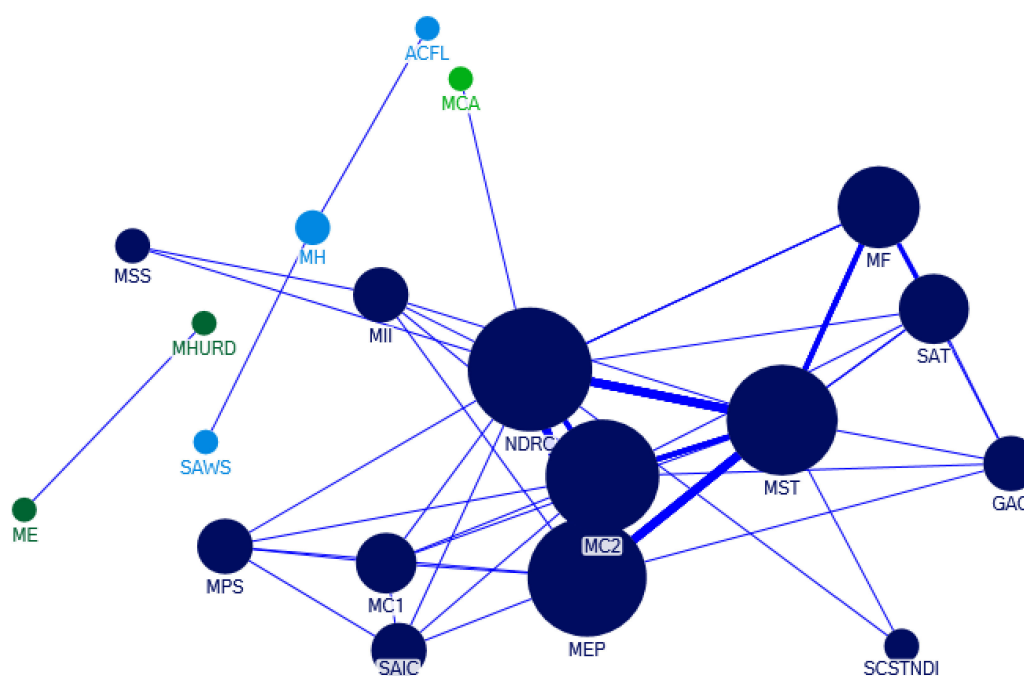 ACFL
MCA
MH
MF
MSS
MII
MHURD
SAT
NDRC
SAWS
MST
GAC
ME
MC2
MPS
MC1
MEP
SAIC
SCSTNDI